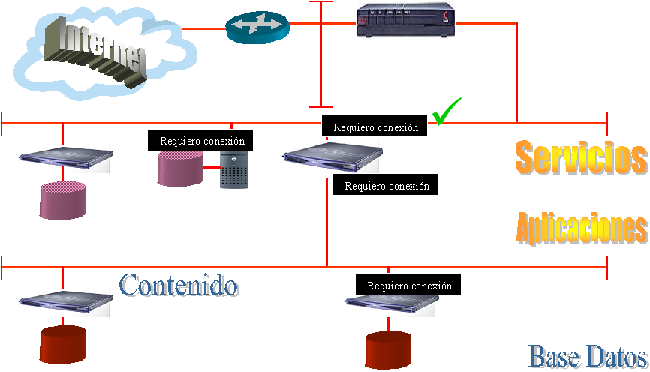 Internet
Requiero conexión
Requiero conexión
Servicios
Requiero conexión
Aplicaciones
Contenido
Requiero conexión
Base Datos